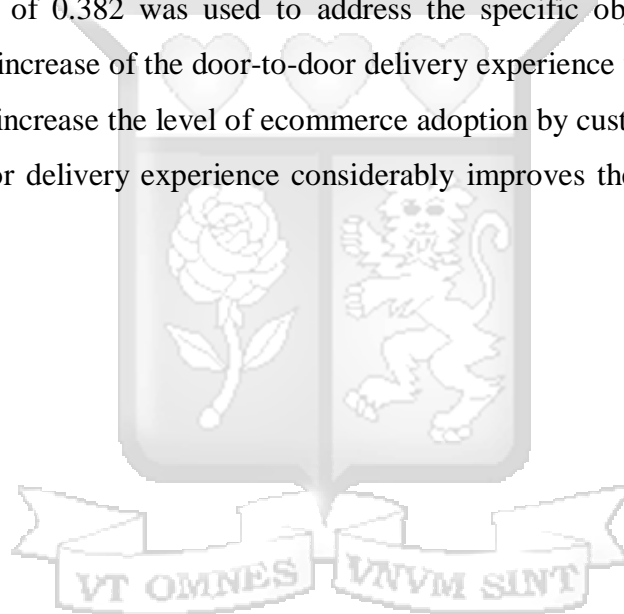 of 0.382 was used to address the specific ob
increase of the door-to-door delivery experience
increase the level of ecommerce adoption by cust
or delivery experience considerably improves the
VT OMNES VNVM SINT